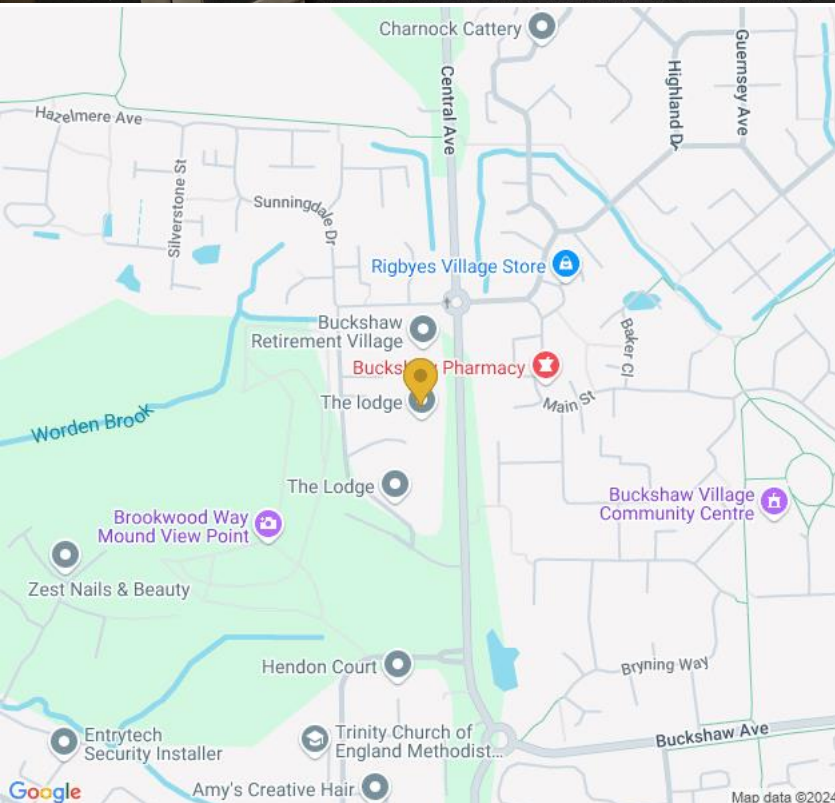 Charnock Cattery
Central Ave
Highland Dr
Guernsey Ave
Hazelmere Ave
Silverstone St
Sunningdale Dr
Rigbyes Village Store
Buckshaw
Retirement Village
Buckshaw Pharmacy
Baker Cl
The lodge
Main St
Worden Brook
The Lodge
Buckshaw Village
Community Centre
Brookwood Way
Mound View Point
Zest Nails & Beauty
Hendon Court
Bryning Way
Entrytech
Security Installer
Trinity Church of
England Methodist...
Buckshaw Ave
Amy's Creative Hair
Google
Map data ©2024